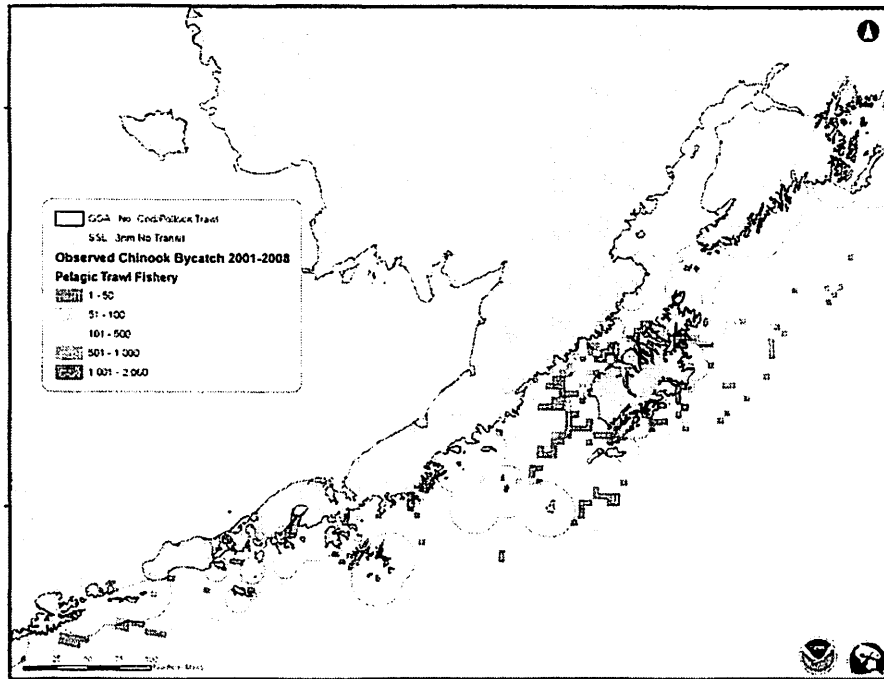 GOA No Cod/Pollock Trawl
SSL 3nm No Transit
Observed Chinook Bycatch 2001-2008
Pelagic Trawl Fishery
1 - 50
51 - 100
101 - 500
501 - 1 000
1 001 - 2 000